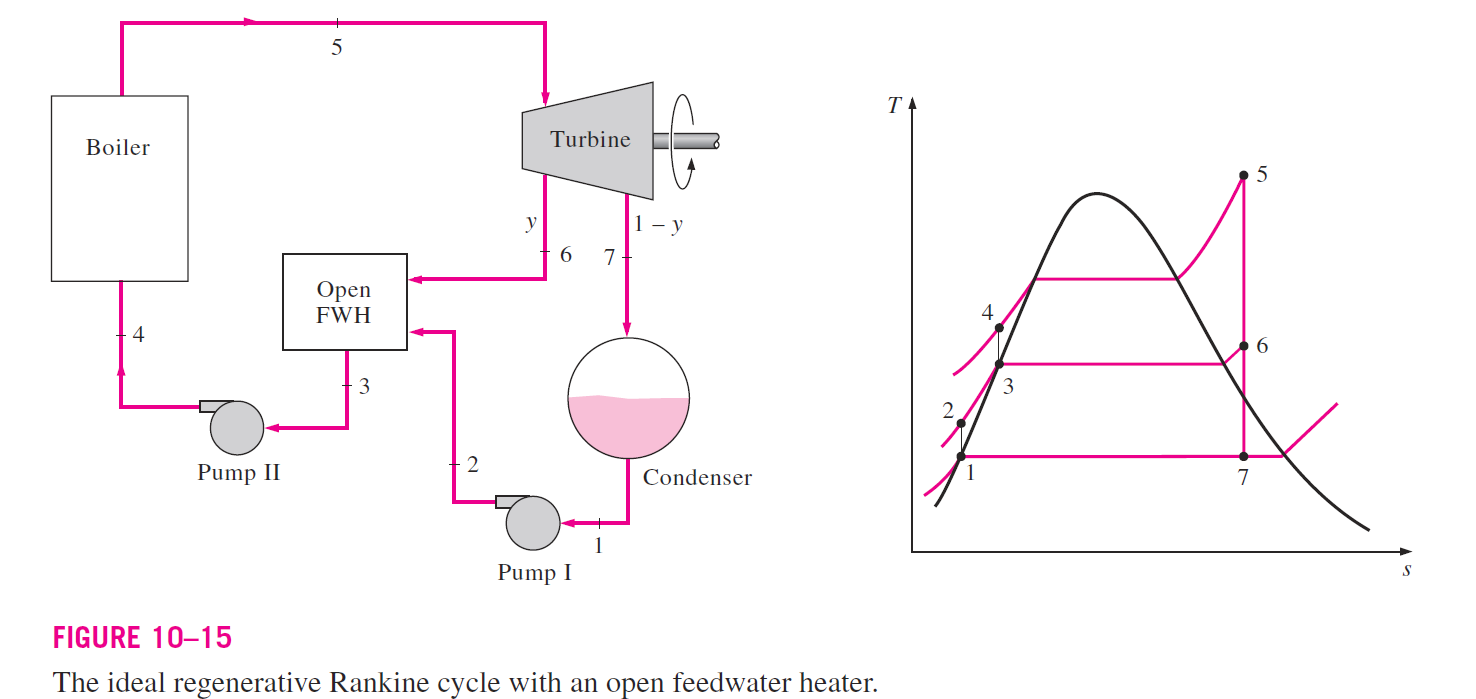 5
Boiler
Turbine
y
1 – y
6
7
Open
FWH
4
3
2
Pump II
Condenser
1
Pump I
T
5
4
6
3
2
1
7
s
FIGURE 10–15
The ideal regenerative Rankine cycle with an open feedwater heater.